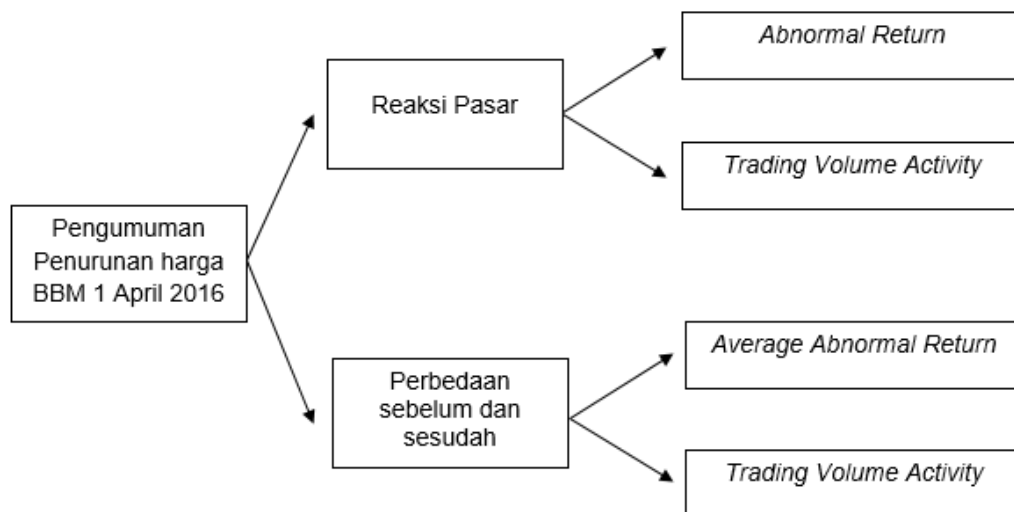 Abnormal Return
Reaksi Pasar
Trading Volume Activity
Pengumuman
Penurunan harga
BBM 1 April 2016
Average Abnormal Return
Perbedaan
sebelum dan
sesudah
Trading Volume Activity